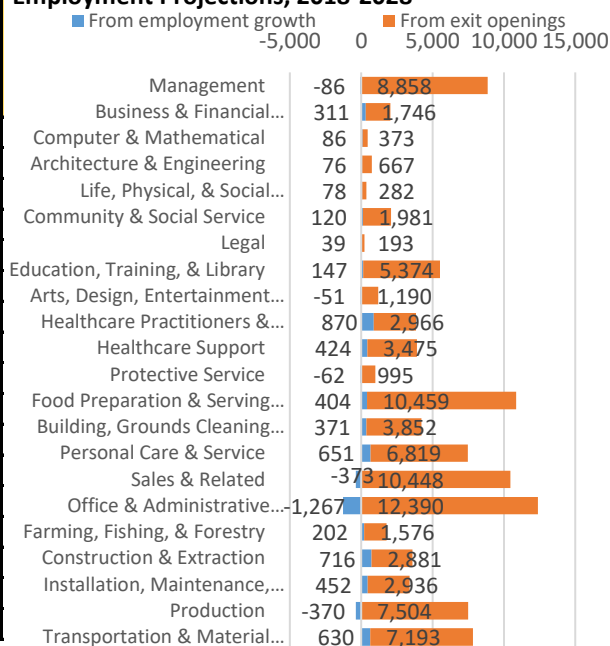 Employment Projections, 2018-2028
From employment growth From exit openings
-5,000 0 5,000 10,000 15,000
Management -86 8,858
Business & Financial... 311 1,746
Computer & Mathematical 86 373
Architecture & Engineering 76 667
Life, Physical, & Social... 78 282
Community & Social Service 120 1,981
Legal 39 193
Education, Training, & Library 147 5,374
Arts, Design, Entertainment... -51 1,190
Healthcare Practitioners &... 870 2,966
Healthcare Support 424 3,475
Protective Service -62 995
Food Preparation & Serving... 404 10,459
Building, Grounds Cleaning... 371 3,852
Personal Care & Service 651 6,819
Sales & Related -373 10,448
Office & Administrative... -1,267 12,390
Farming, Fishing, & Forestry 202 1,576
Construction & Extraction 716 2,881
Installation, Maintenance,... 452 2,936
Production -370 7,504
Transportation & Material... 630 7,193